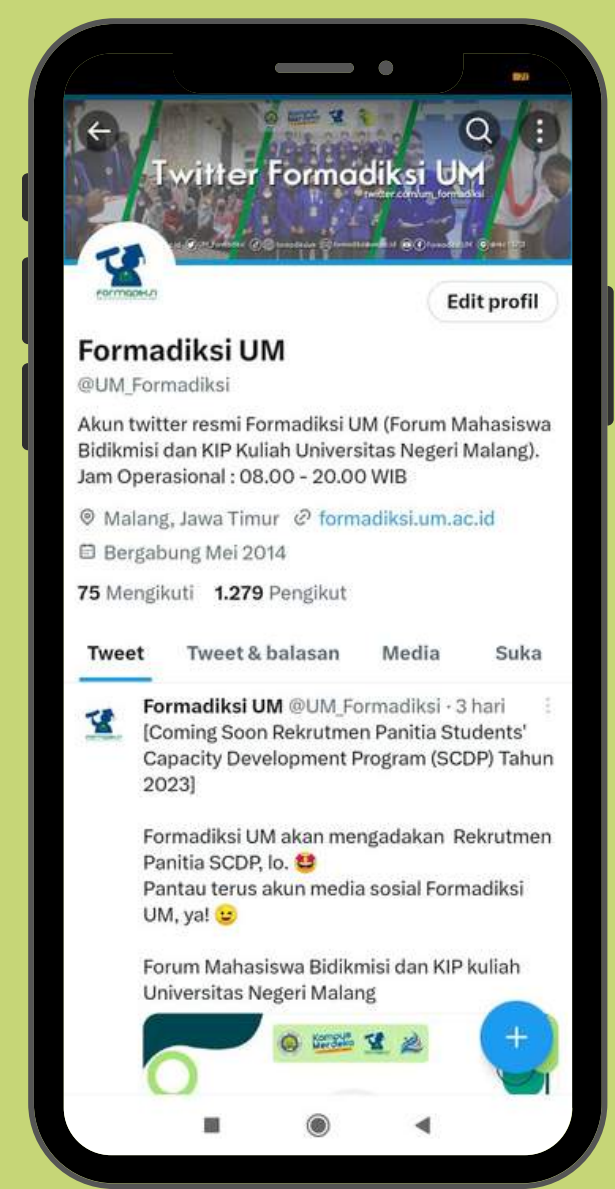 Twitter Formadiksi UM
twitter.com/um_formadiksi
FORMADIKSI
Edit profil
Formadiksi UM
@UM_Formadiksi
Akun twitter resmi Formadiksi UM (Forum Mahasiswa
Bidikmisi dan KIP Kuliah Universitas Negeri Malang).
Jam Operasional : 08.00 - 20.00 WIB
Malang, Jawa Timur formadiksi.um.ac.id
Bergabung Mei 2014
75 Mengikuti 1.279 Pengikut
Tweet Tweet & balasan Media Suka
Formadiksi UM @UM_Formadiksi · 3 hari
[Coming Soon Rekrutmen Panitia Students'
Capacity Development Program (SCDP) Tahun
2023]
Formadiksi UM akan mengadakan Rekrutmen
Panitia SCDP, lo. 🤩
Pantau terus akun media sosial Formadiksi
UM, ya! 😉
Forum Mahasiswa Bidikmisi dan KIP kuliah
Universitas Negeri Malang
Kampus
Merdeka